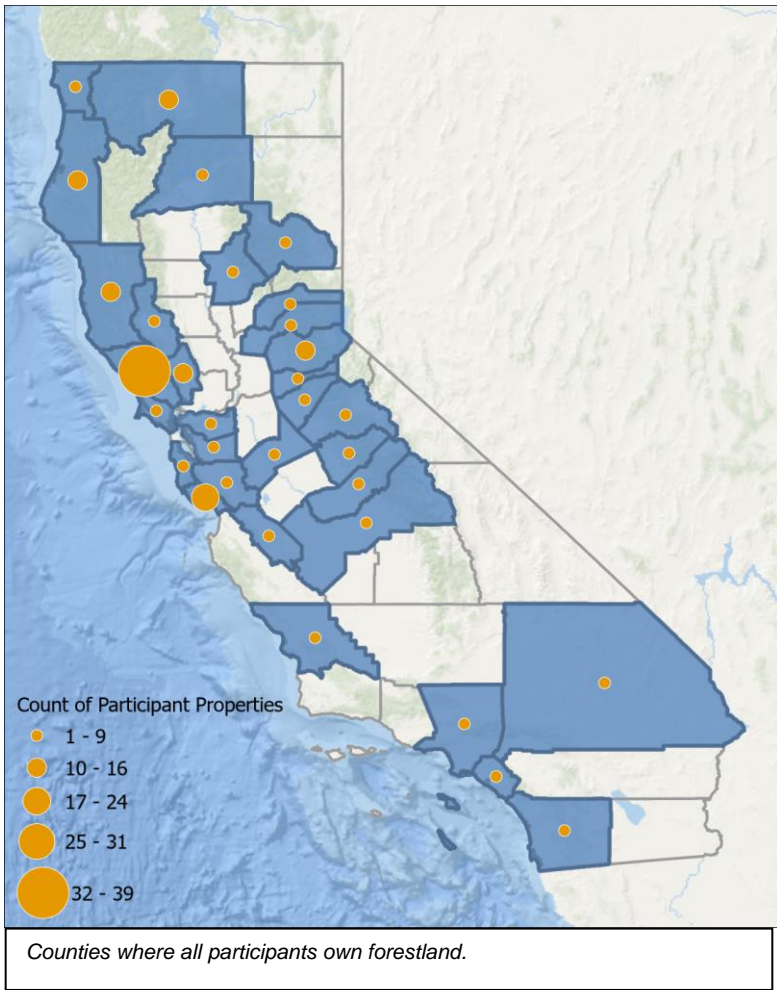 Count of Participant Properties
1 - 9
10 - 16
17 - 24
25 - 31
32 - 39
Counties where all participants own forestland.